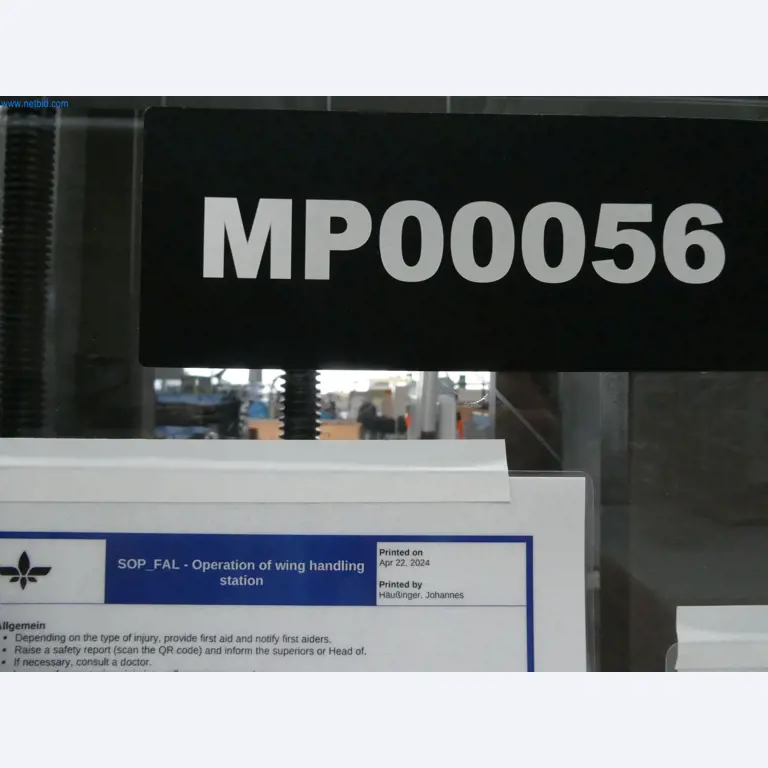 www.netbid.com
MP00056
SOP_FAL - Operation of wing handling
station
Printed on
Apr 22, 2024
Printed by
Häußinger, Johannes
Allgemein
• Depending on the type of injury, provide first aid and notify first aiders.
• Raise a safety report (scan the QR code) and inform the superiors or Head of.
• If necessary, consult a doctor.